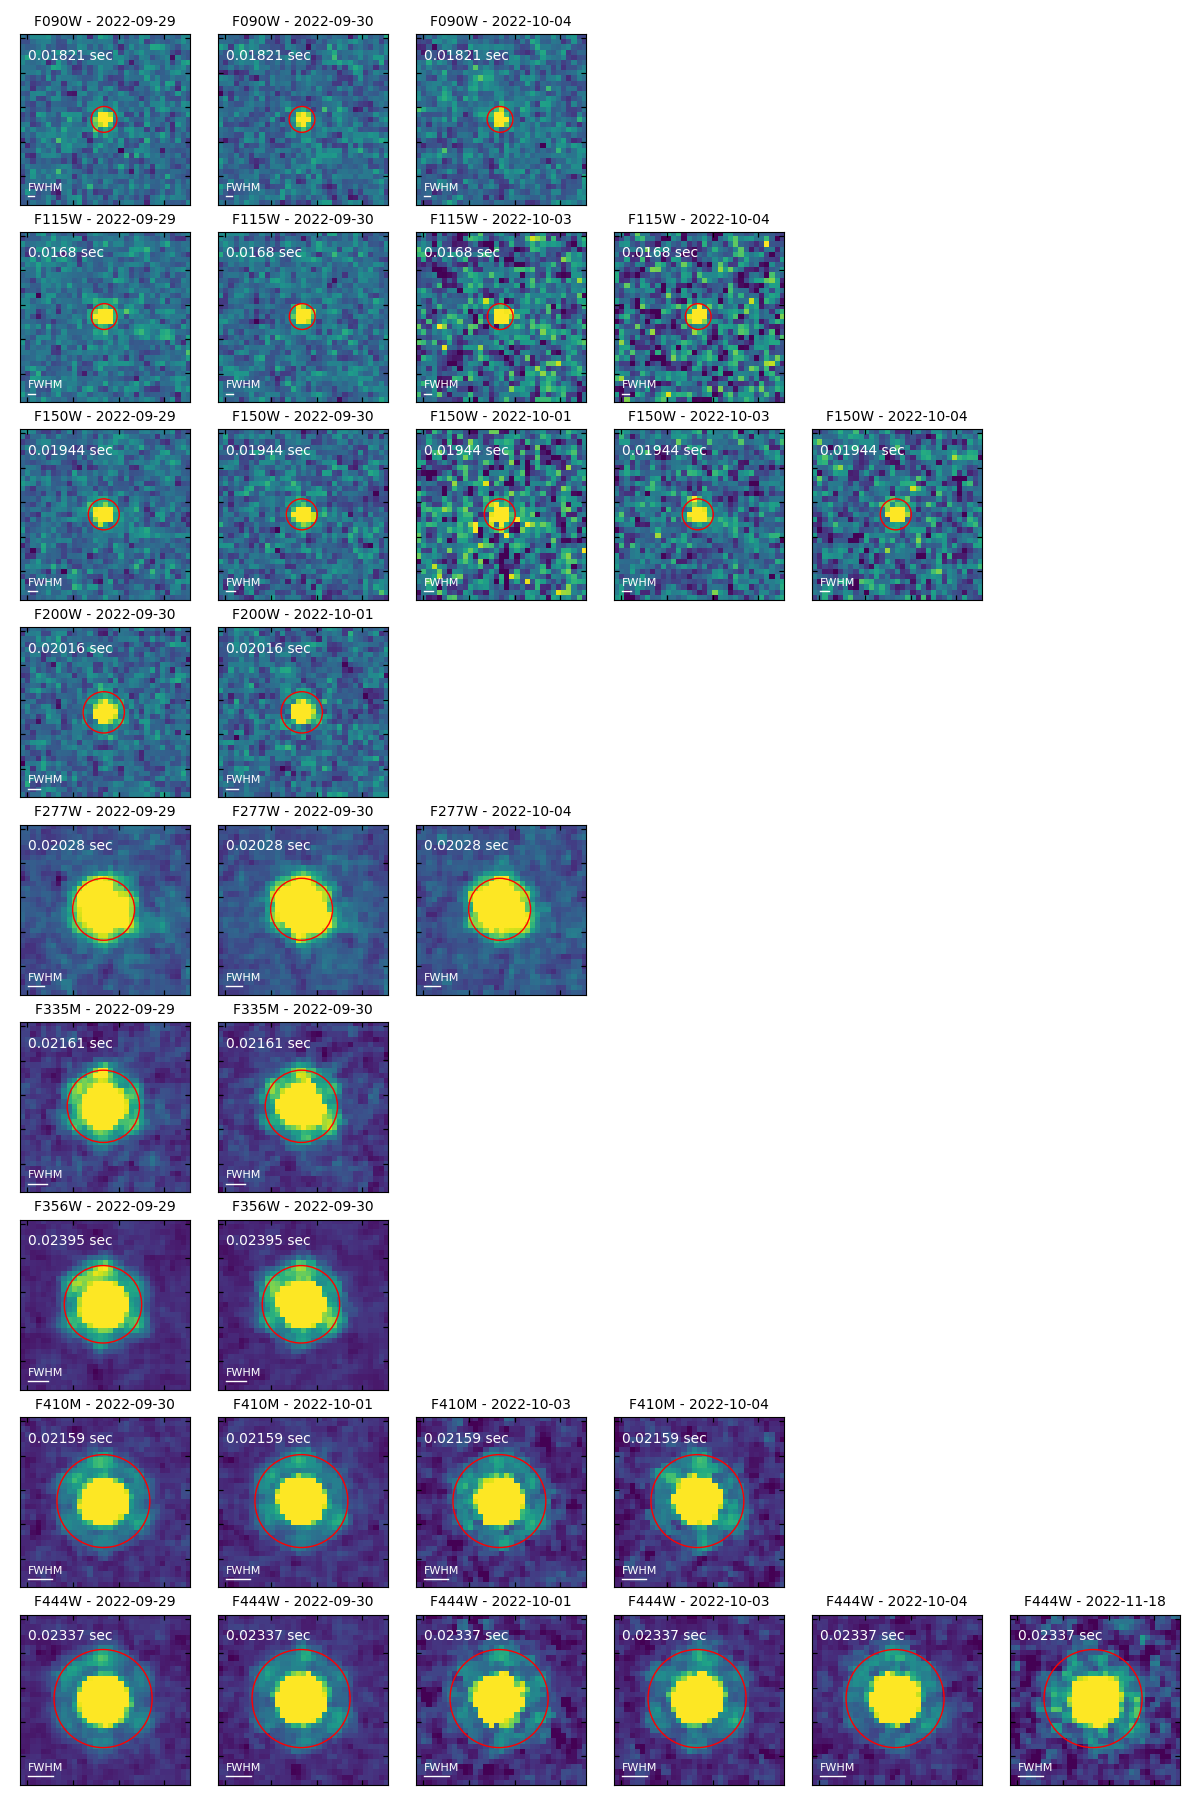 F090W - 2022-09-29
F090W - 2022-09-30
F090W - 2022-10-04
0.01821 sec
0.01821 sec
0.01821 sec
FWHM
FWHM
FWHM
F115W - 2022-09-29
F115W - 2022-09-30
F115W - 2022-10-03
F115W - 2022-10-04
0.0168 sec
0.0168 sec
0.0168 sec
0.0168 sec
FWHM
FWHM
FWHM
FWHM
F150W - 2022-09-29
F150W - 2022-09-30
F150W - 2022-10-01
F150W - 2022-10-03
F150W - 2022-10-04
0.01944 sec
0.01944 sec
0.01944 sec
0.01944 sec
0.01944 sec
FWHM
FWHM
FWHM
FWHM
FWHM
F200W - 2022-09-30
F200W - 2022-10-01
0.02016 sec
0.02016 sec
FWHM
FWHM
F277W - 2022-09-29
F277W - 2022-09-30
F277W - 2022-10-04
0.02028 sec
0.02028 sec
0.02028 sec
FWHM
FWHM
FWHM
F335M - 2022-09-29
F335M - 2022-09-30
0.02161 sec
0.02161 sec
FWHM
FWHM
F356W - 2022-09-29
F356W - 2022-09-30
0.02395 sec
0.02395 sec
FWHM
FWHM
F410M - 2022-09-30
F410M - 2022-10-01
F410M - 2022-10-03
F410M - 2022-10-04
0.02159 sec
0.02159 sec
0.02159 sec
0.02159 sec
FWHM
FWHM
FWHM
FWHM
F444W - 2022-09-29
F444W - 2022-09-30
F444W - 2022-10-01
F444W - 2022-10-03
F444W - 2022-10-04
F444W - 2022-11-18
0.02337 sec
0.02337 sec
0.02337 sec
0.02337 sec
0.02337 sec
0.02337 sec
FWHM
FWHM
FWHM
FWHM
FWHM
FWHM